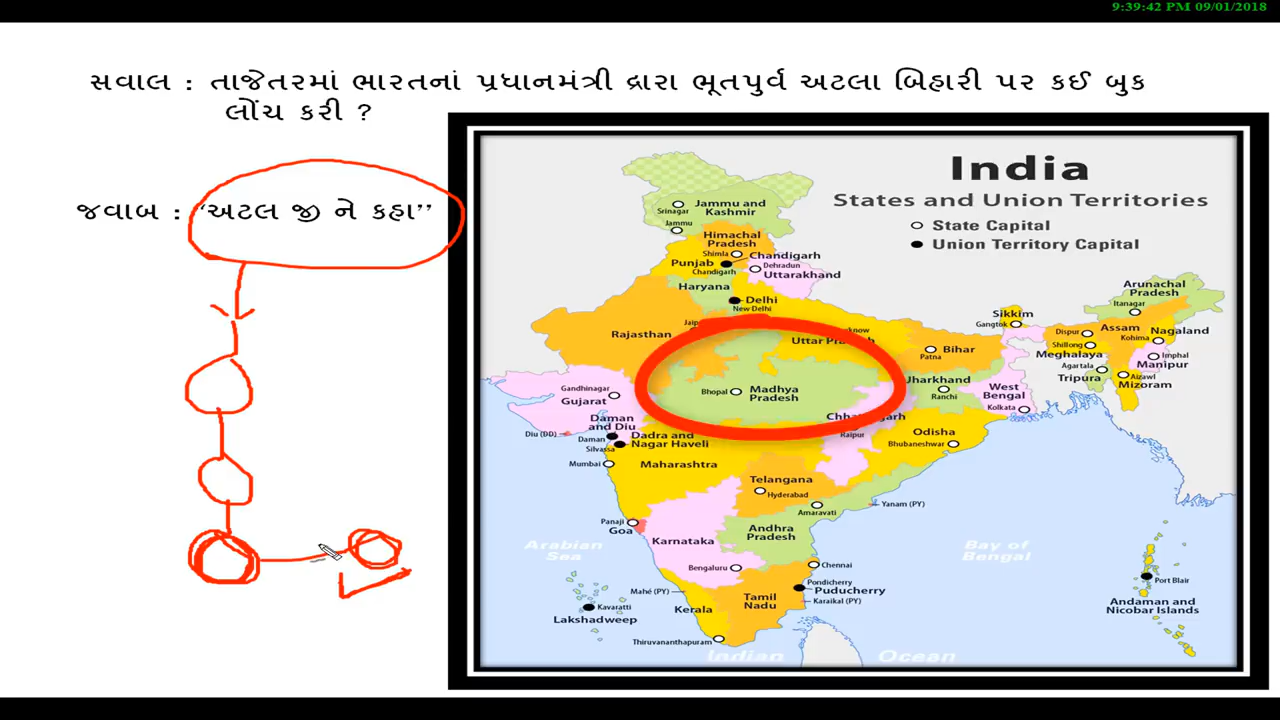 9:39:42 PM 09/01/2018
સવાલ : તાજેતરમાં ભારતનાં પ્રધાનમંત્રી દ્રારા ભૂતપુર્વ અટલા બિહારી પર કઈ બુક
લોંચ કરી ?
જવાબ : ‘અટલ જી ને કહા’’
India
States and Union Territories
State Capital
Union Territory Capital
Jammu and
Kashmir
Srinagar
Jammu
Himachal
Pradesh
Shimla
Punjab
Chandigarh
Chandigarh
Dehradun
Uttarakhand
Haryana
Delhi
New Delhi
Arunachal
Pradesh
Itanagar
Sikkim
Gangtok
Dispur
Assam
Nagaland
Kohima
Shillong
Meghalaya
Imphal
Manipur
Agartala
Tripura
Aizawl
Mizoram
Rajasthan
Uttar Pradesh
Bihar
Patna
Jharkhand
Ranchi
West
Bengal
Kolkata
Gandhinagar
Gujarat
Bhopal
Madhya
Pradesh
Raipur
Odisha
Bhubaneshwar
Daman
and Diu
Diu (DD)
Daman
Silvassa
Dadra and
Nagar Haveli
Mumbai
Maharashtra
Telangana
Hyderabad
Amaravati
Yanam (PY)
Panaji
Goa
Karnataka
Andhra
Pradesh
Arabian
Sea
Bay of
Bengal
Bengaluru
Chennai
Pondicherry
Puducherry
Karaikal (PY)
Mahé (PY)
Kerala
Tamil
Nadu
Kavaratti
Lakshadweep
Thiruvananthapuram
Port Blair
Andaman and
Nicobar Islands
Indian Ocean